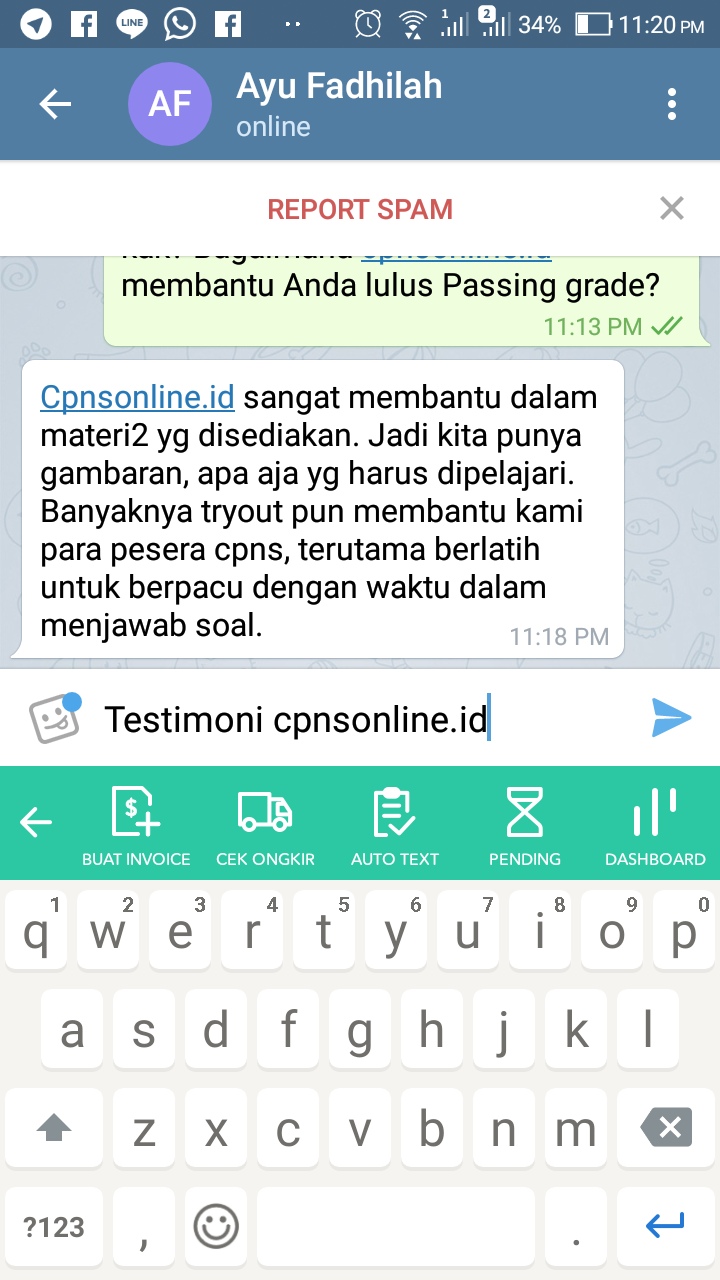 LINE
1
2
34%
11:20 PM
AF
Ayu Fadhilah
online
REPORT SPAM
kak? Bagaimana cpnsonline.id
membantu Anda lulus Passing grade?
11:13 PM
Cpnsonline.id sangat membantu dalam
materi2 yg disediakan. Jadi kita punya
gambaran, apa aja yg harus dipelajari.
Banyaknya tryout pun membantu kami
para pesera cpns, terutama berlatih
untuk berpacu dengan waktu dalam
menjawab soal.
11:18 PM
Testimoni cpnsonline.id
BUAT INVOICE CEK ONGKIR AUTO TEXT PENDING DASHBOARD
1 2 3 4 5 6 7 8 9 0
q w e r t y u i o p
a s d f g h j k l
z x c v b n m
?123 , .